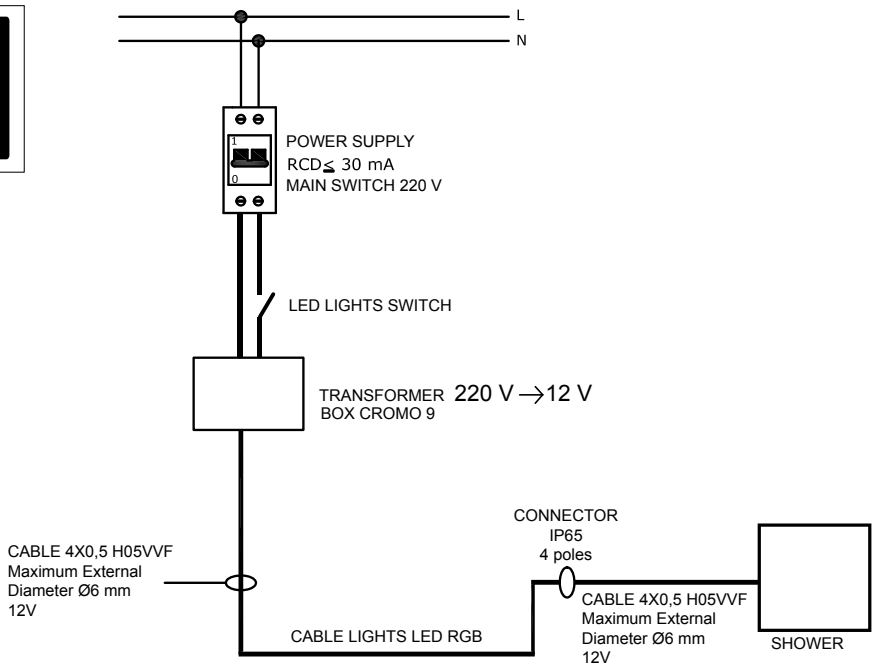 L
N
1
0
POWER SUPPLY
RCD≤ 30 mA
MAIN SWITCH 220 V
LED LIGHTS SWITCH
TRANSFORMER 220 V →12 V
BOX CROMO 9
CONNECTOR
IP65
4 poles
CABLE 4X0,5 H05VVF
Maximum External
Diameter Ø6 mm
12V
CABLE LIGHTS LED RGB
CABLE 4X0,5 H05VVF
Maximum External
Diameter Ø6 mm
12V
SHOWER